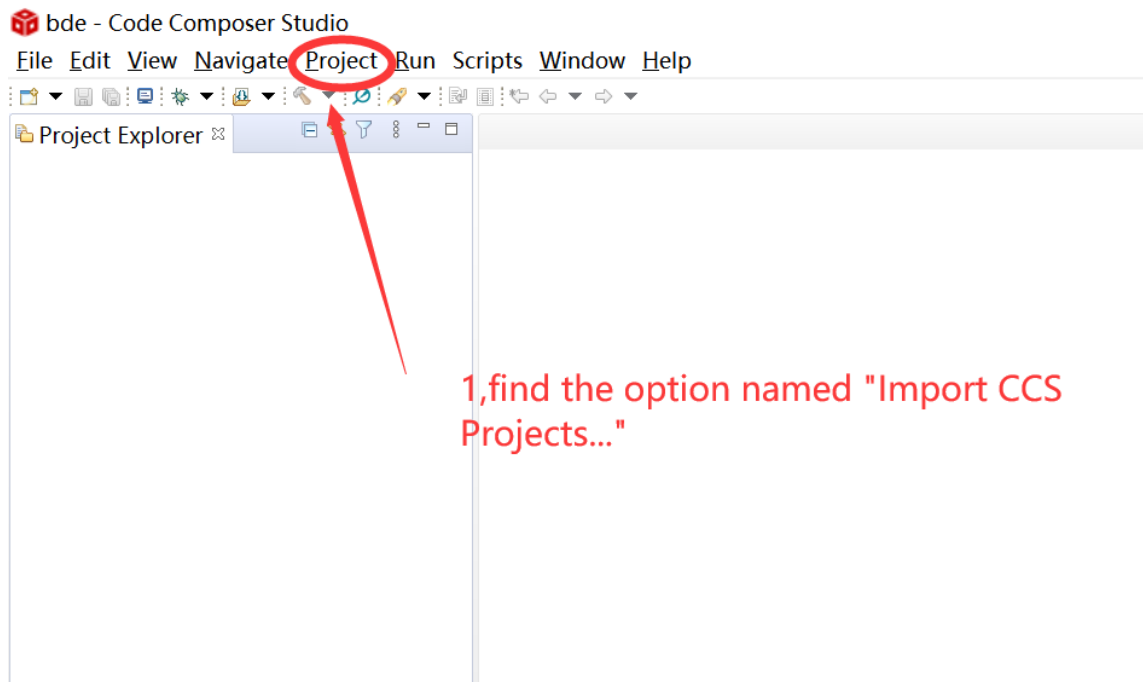 bde - Code Composer Studio
File Edit View Navigate Project Run Scripts Window Help
Project Explorer
1,find the option named "Import CCS
Projects..."